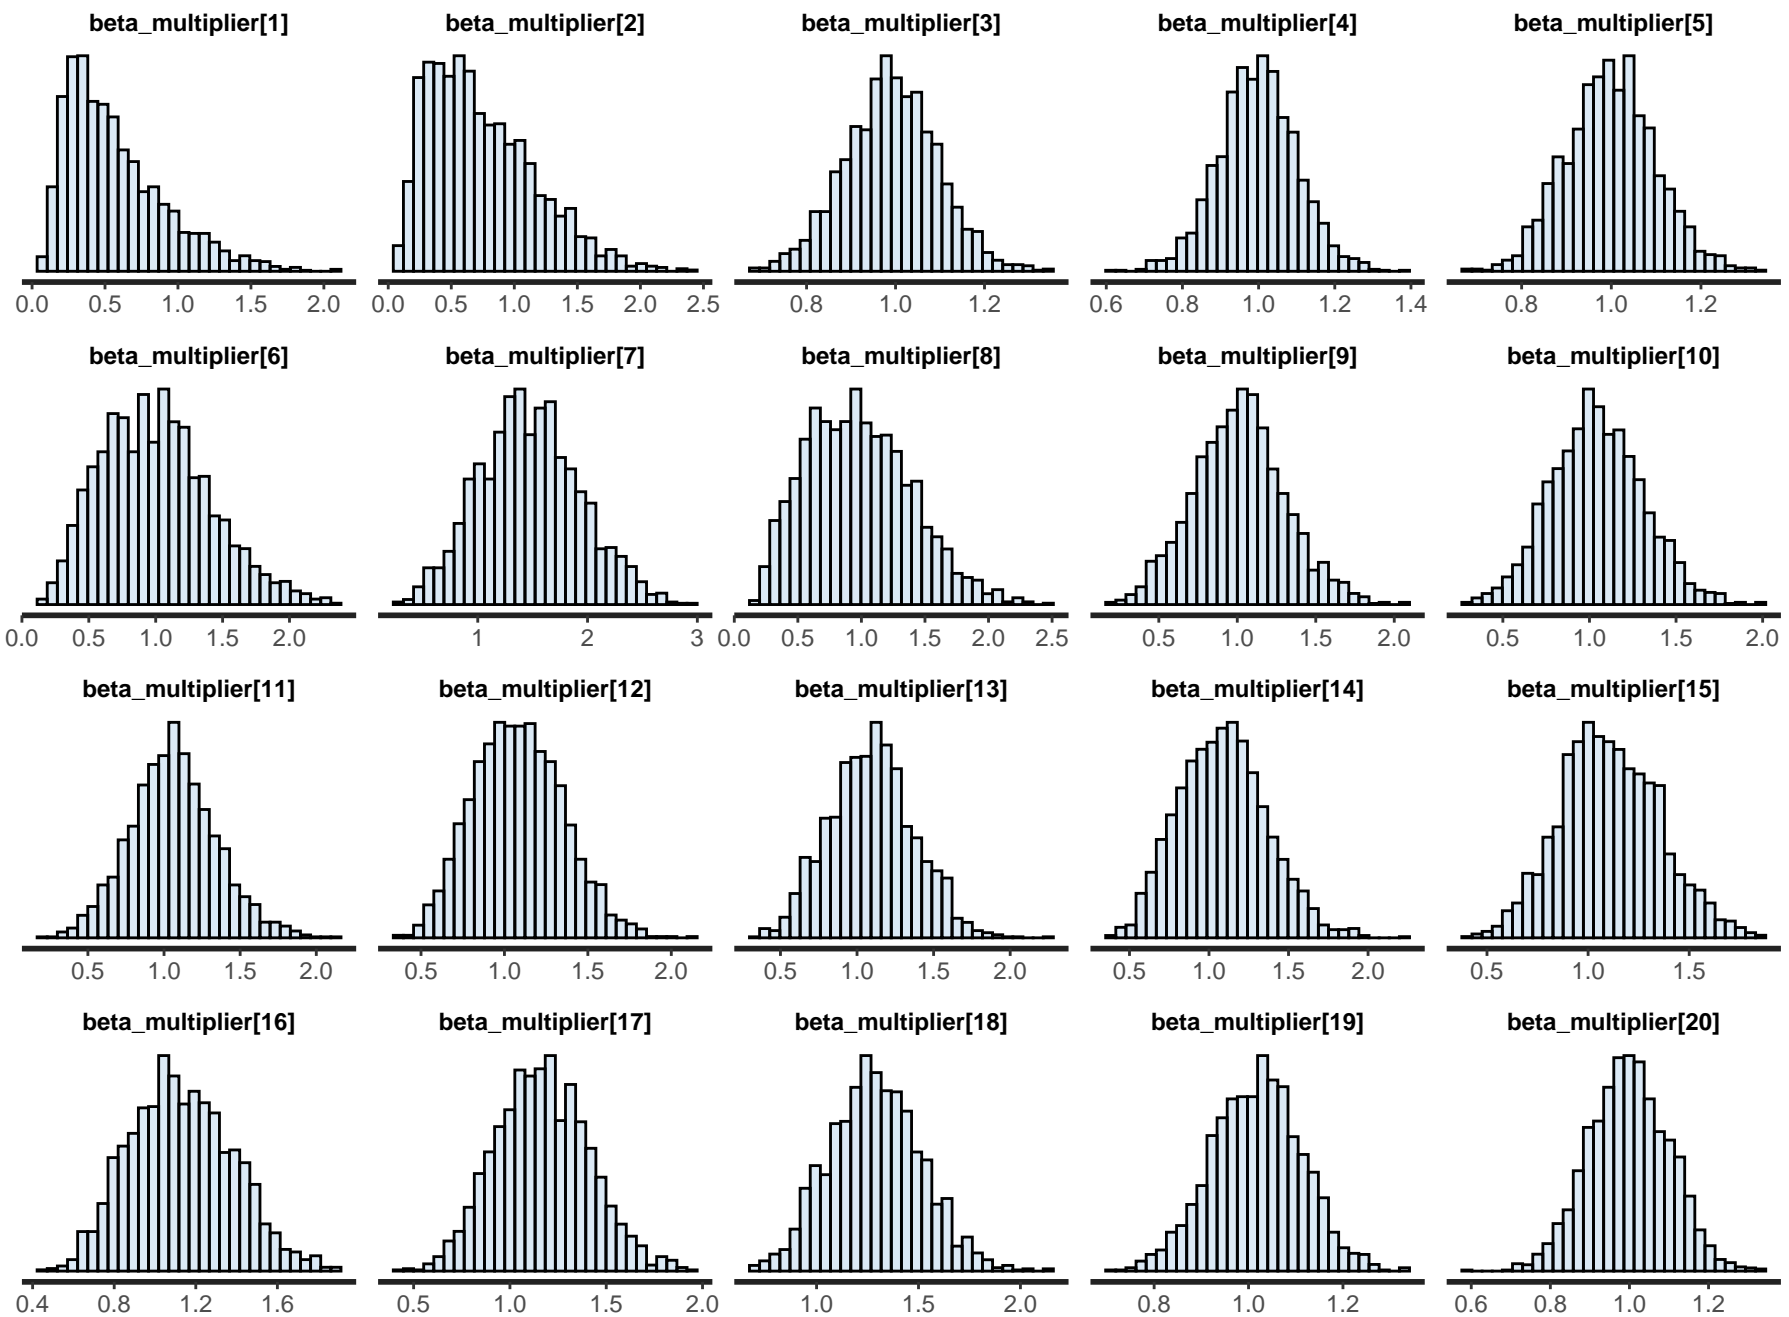 beta_multiplier[1] beta_multiplier[2] beta_multiplier[3] beta_multiplier[4] beta_multiplier[5]
0.0 0.5 1.0 1.5 2.0 0.0 0.5 1.0 1.5 2.0 2.5 0.8 1.0 1.2 0.6 0.8 1.0 1.2 1.4 0.8 1.0 1.2
beta_multiplier[6] beta_multiplier[7] beta_multiplier[8] beta_multiplier[9] beta_multiplier[10]
0.0 0.5 1.0 1.5 2.0 1 2 3 0.0 0.5 1.0 1.5 2.0 2.5 0.5 1.0 1.5 2.0 0.5 1.0 1.5 2.0
beta_multiplier[11] beta_multiplier[12] beta_multiplier[13] beta_multiplier[14] beta_multiplier[15]
0.5 1.0 1.5 2.0 0.5 1.0 1.5 2.0 0.5 1.0 1.5 2.0 0.5 1.0 1.5 2.0 0.5 1.0 1.5
beta_multiplier[16] beta_multiplier[17] beta_multiplier[18] beta_multiplier[19] beta_multiplier[20]
0.4 0.8 1.2 1.6 0.5 1.0 1.5 2.0 1.0 1.5 2.0 0.8 1.0 1.2 0.6 0.8 1.0 1.2